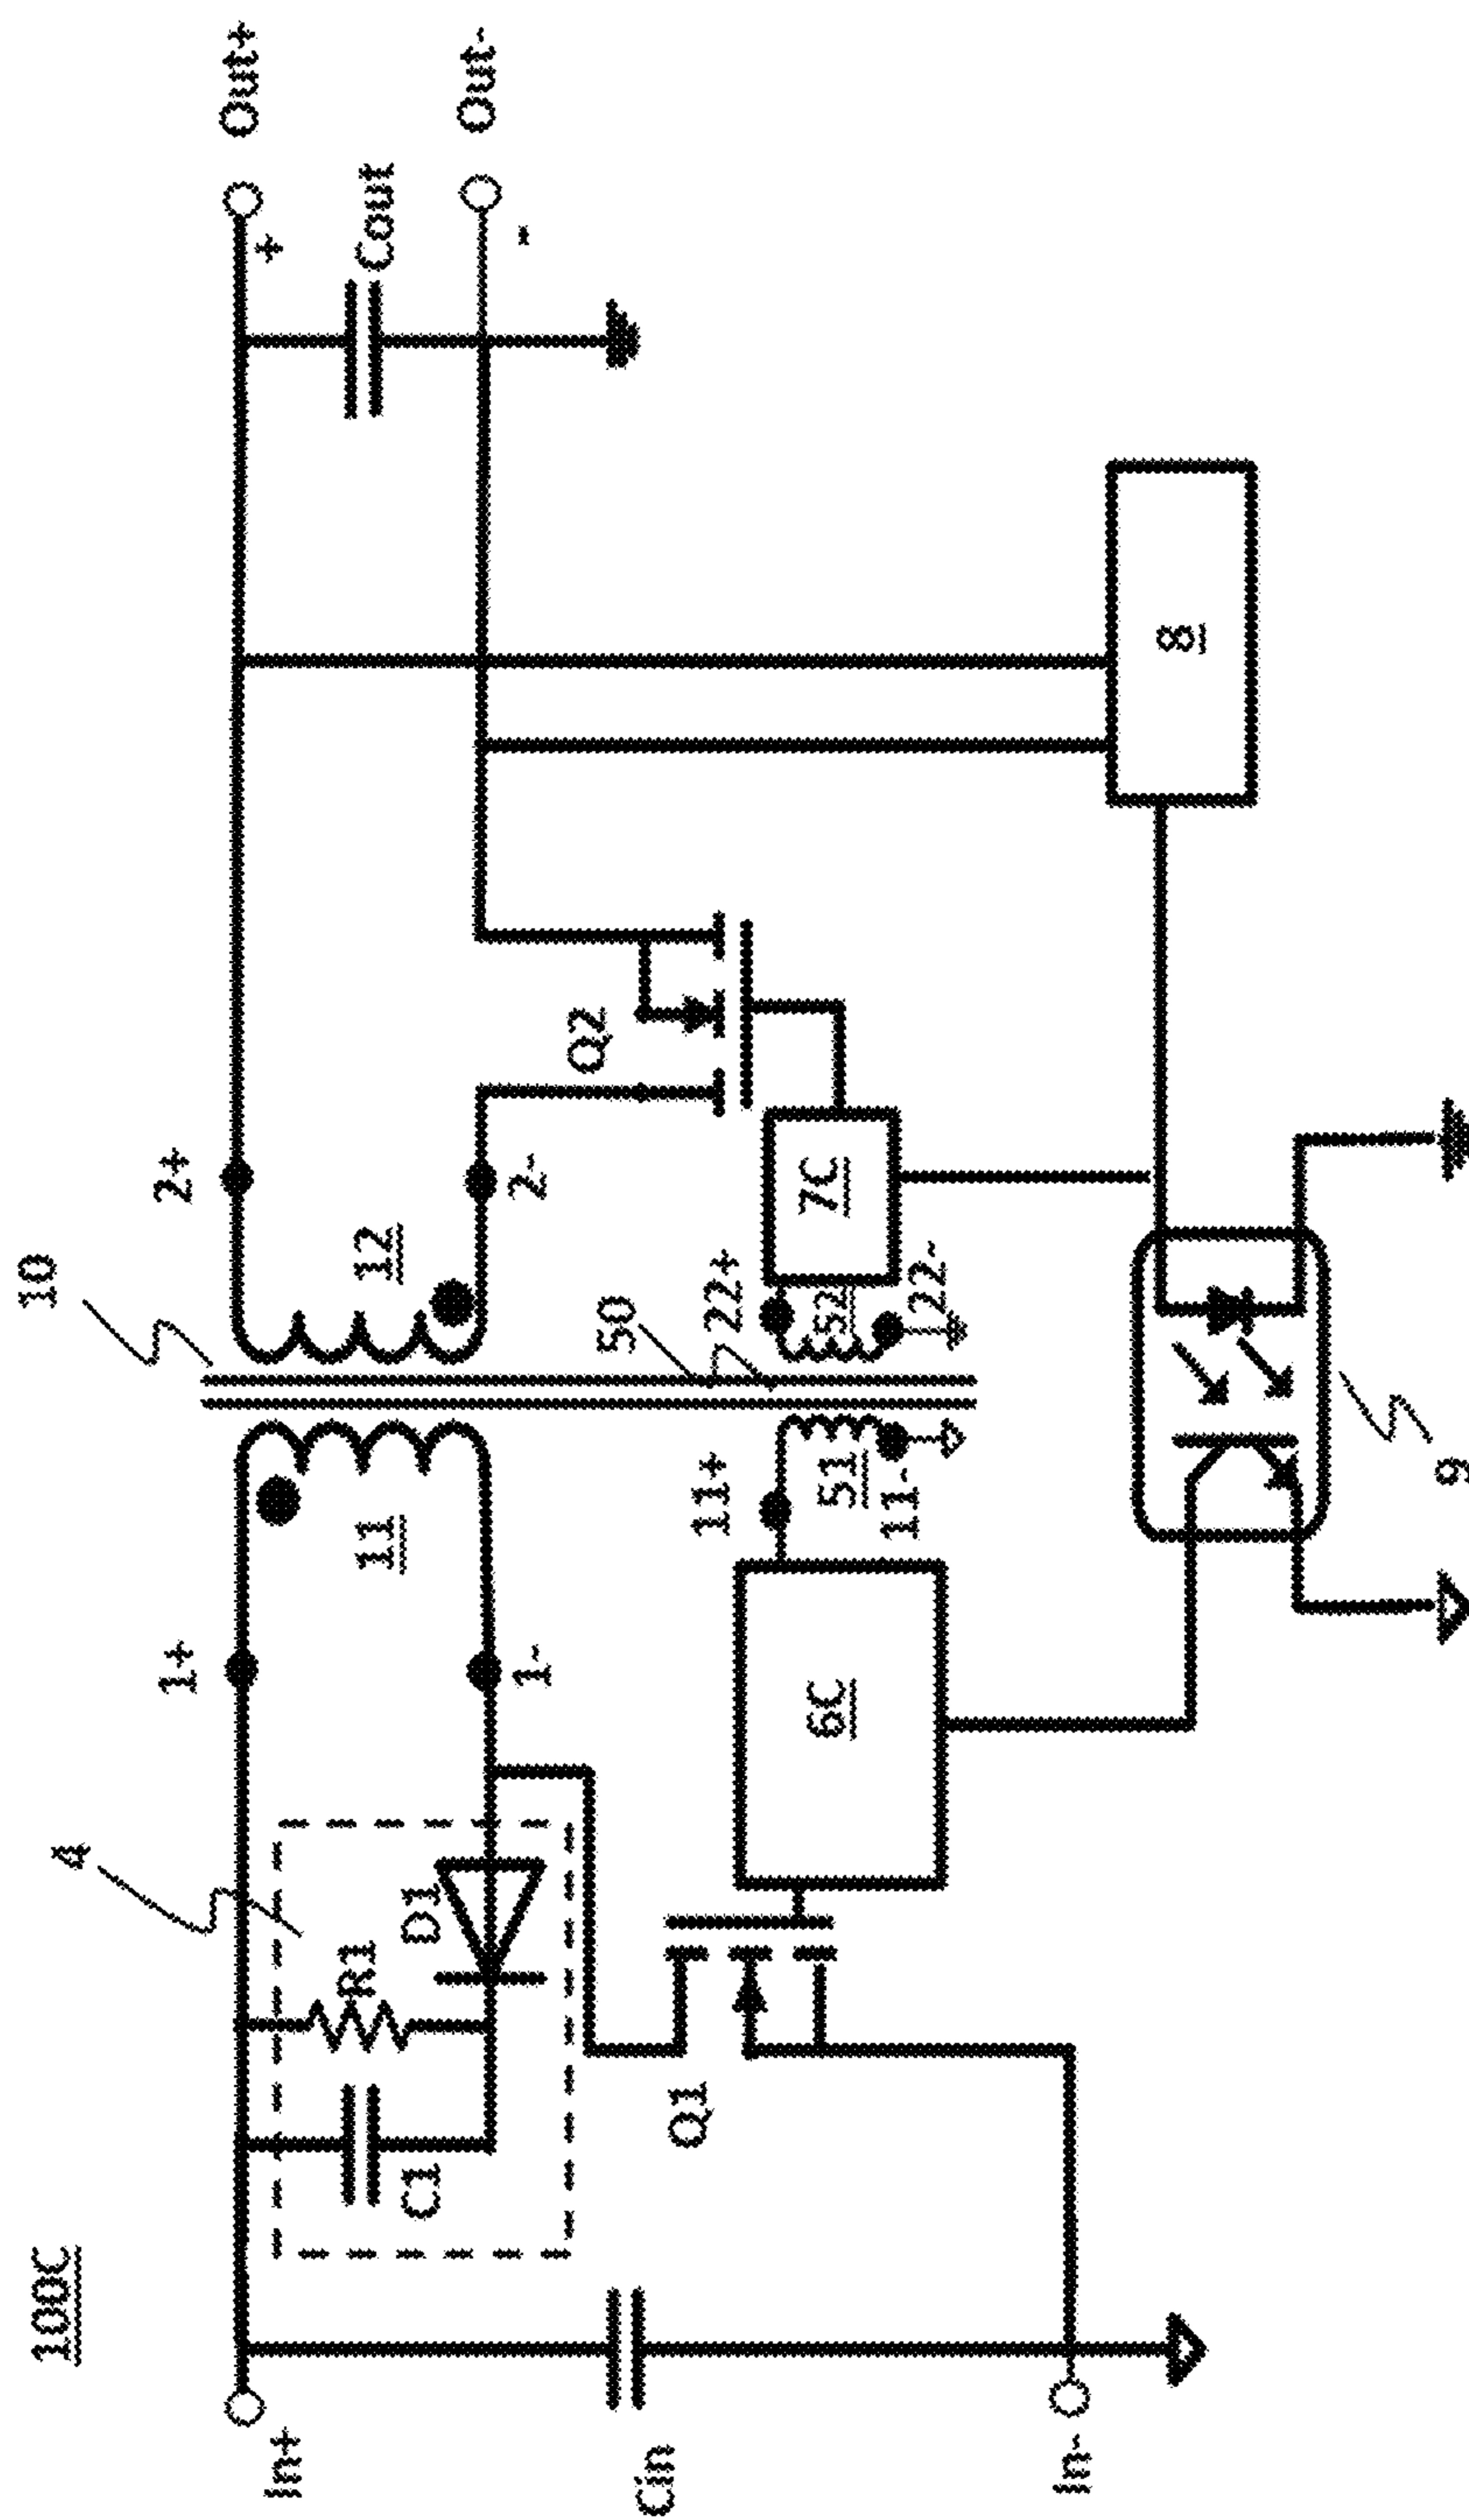 100C
4
10
In+
1+
2+
Out+
+
C1
R1
D1
11
12
Cout
1-
2-
Out-
-
Cin
Q1
50
Q2
11+
22+
6C
51
52
7C
11-
22-
In-
8
9